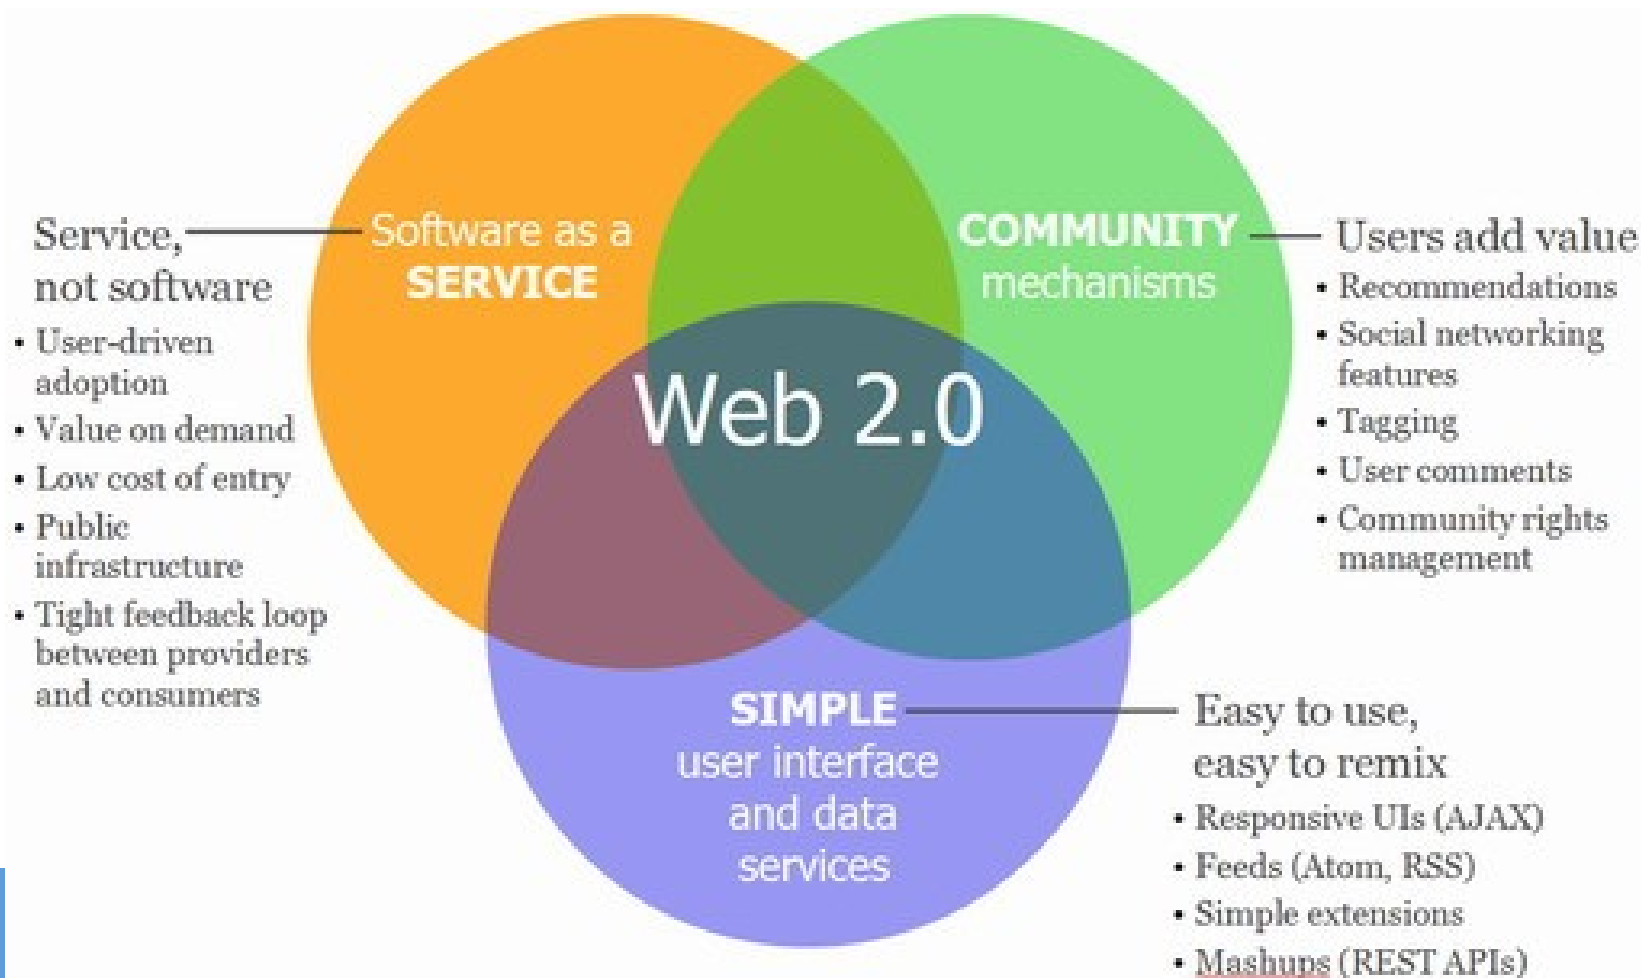 Service,
not software
• User-driven
adoption
• Value on demand
• Low cost of entry
• Public
infrastructure
• Tight feedback loop
between providers
and consumers
Software as a
SERVICE
COMMUNITY
mechanisms
Users add value
• Recommendations
• Social networking
features
• Tagging
• User comments
• Community rights
management
Web 2.0
SIMPLE
user interface
and data
services
Easy to use,
easy to remix
• Responsive UIs (AJAX)
• Feeds (Atom, RSS)
• Simple extensions
• Mashups (REST APIs)